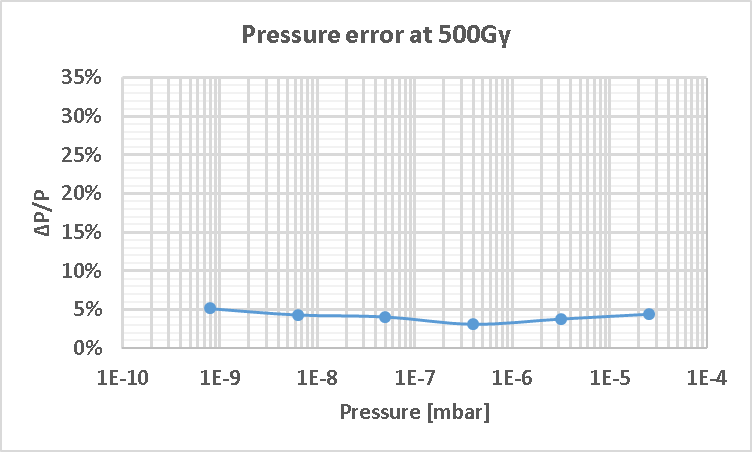 Pressure error at 500Gy
35%
30%
25%
20%
15%
10%
5%
0%
ΔP/P
1E-10 1E-9 1E-8 1E-7 1E-6 1E-5 1E-4
Pressure [mbar]